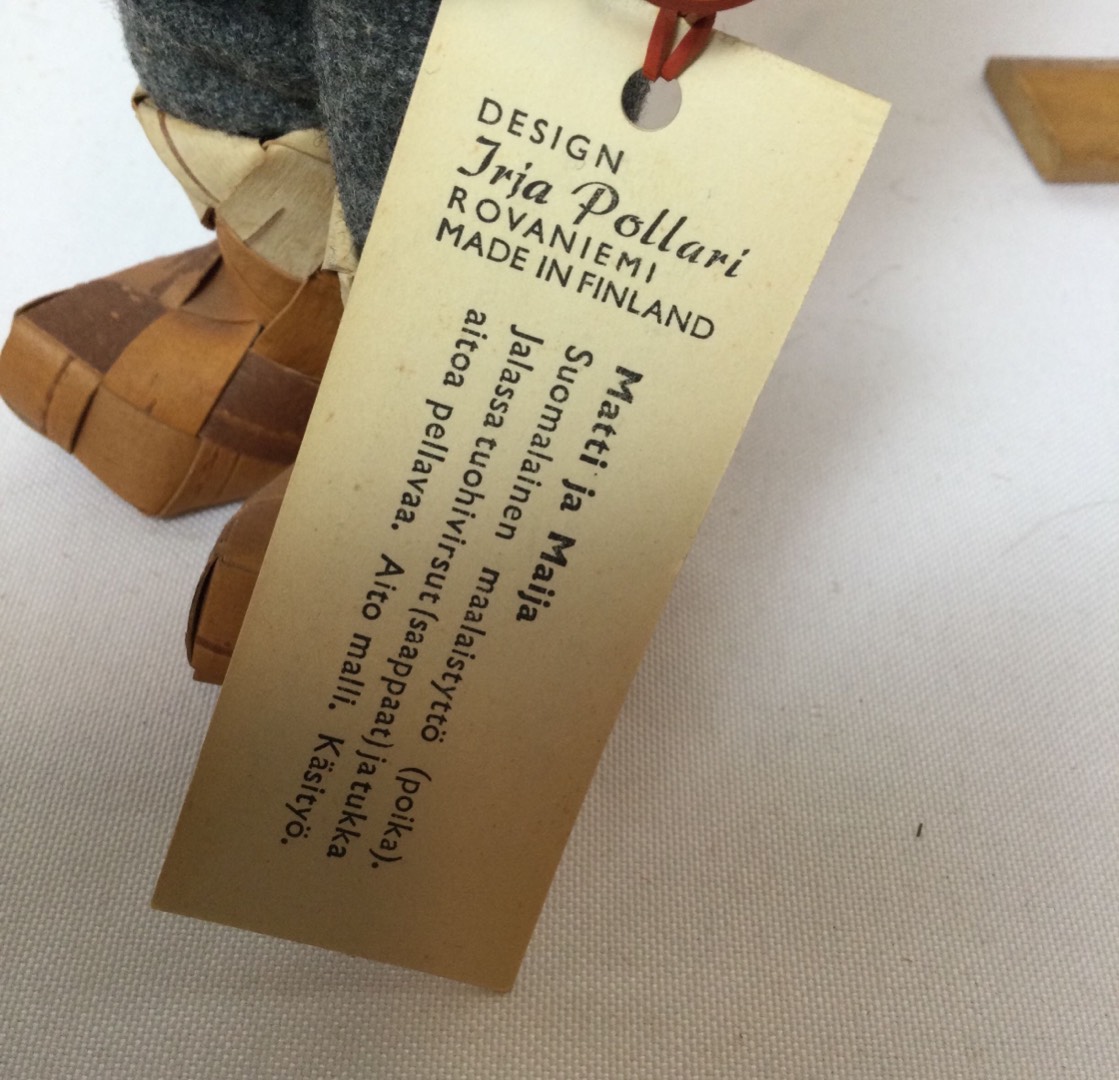 DESIGN
Irja Pollari
ROVANIEMI
MADE IN FINLAND
Matti ja Maija
Suomalainen maalaistyttö (poika).
Jalassa tuohivirsut (saappaat) ja tukka
aitoa pellavaa. Aito malli. Käsityö.